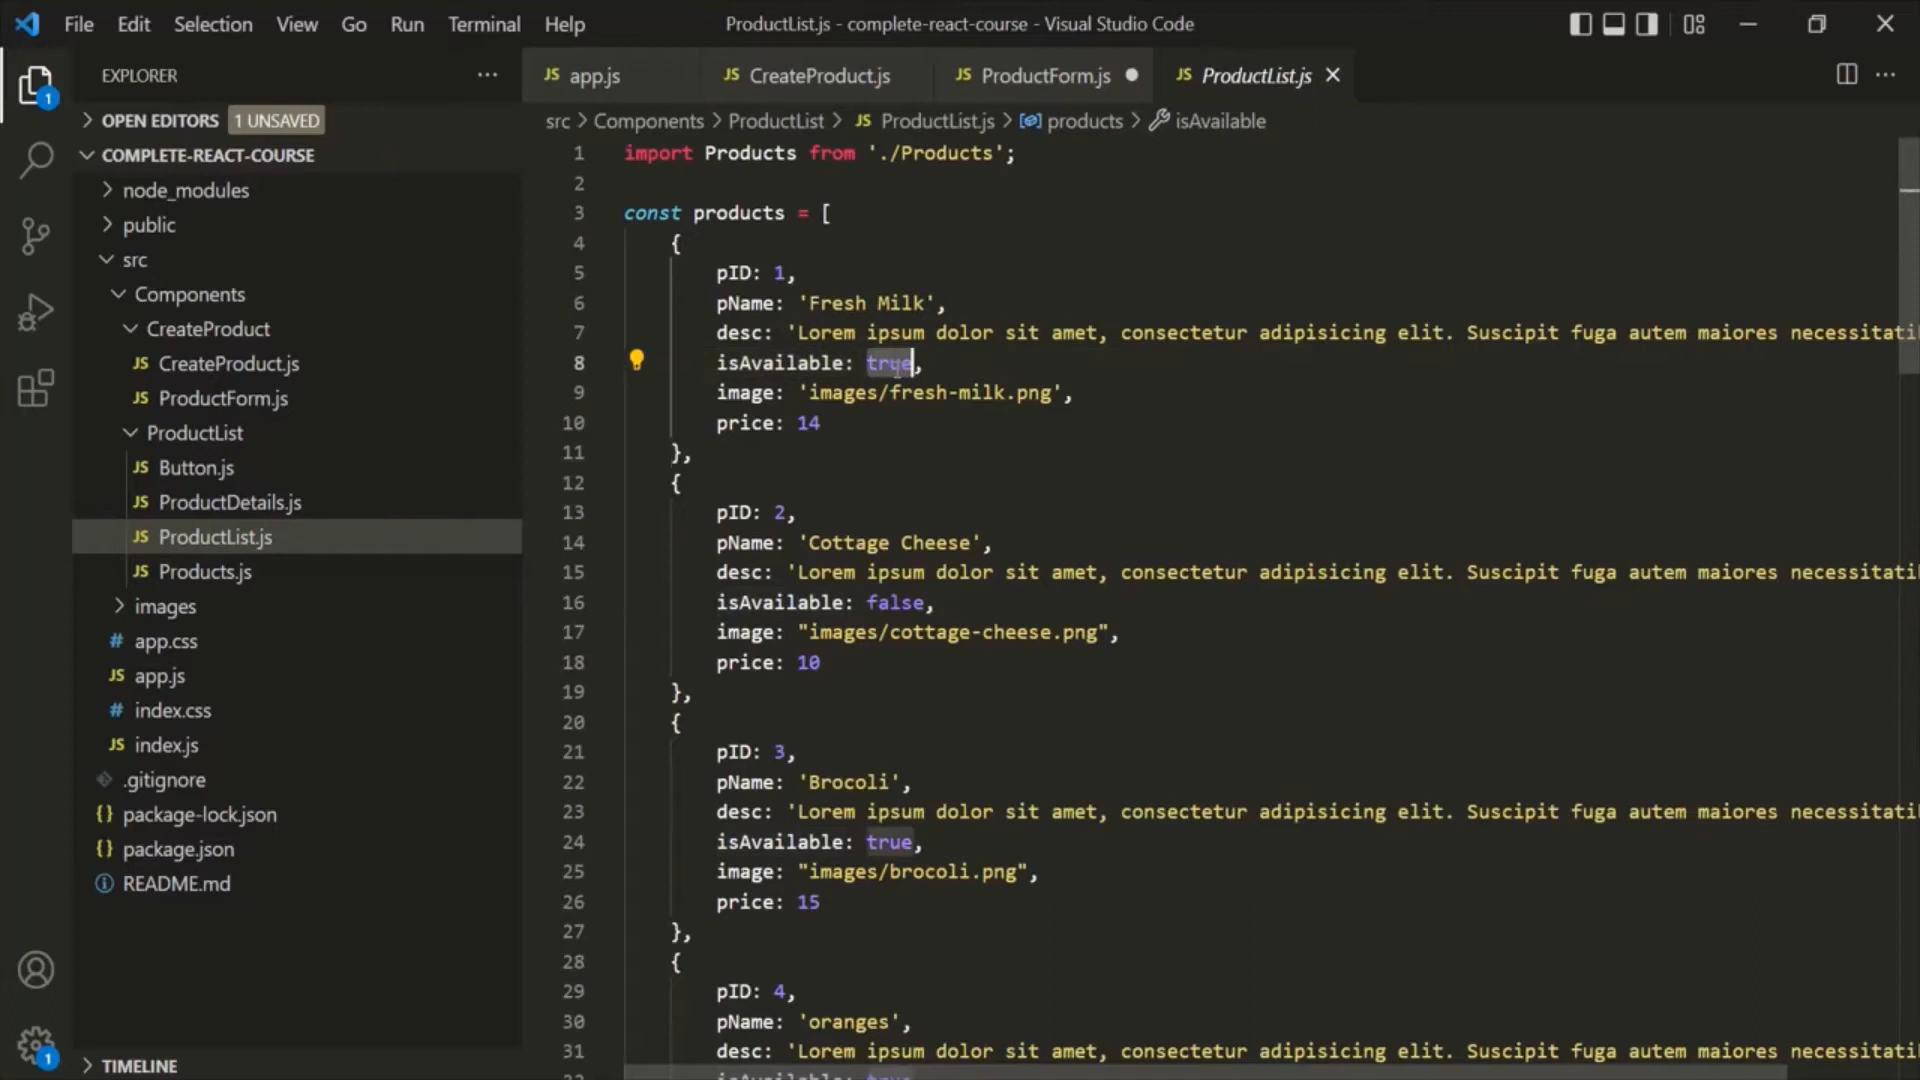 File Edit Selection View Go Run Terminal Help
ProductList.js - complete-react-course - Visual Studio Code
EXPLORER
OPEN EDITORS 1 UNSAVED
COMPLETE-REACT-COURSE
node_modules
public
src
Components
CreateProduct
JS CreateProduct.js
JS ProductForm.js
ProductList
JS Button.js
JS ProductDetails.js
JS ProductList.js
JS Products.js
images
# app.css
JS app.js
# index.css
JS index.js
.gitignore
{} package-lock.json
{} package.json
README.md
TIMELINE
1
1
JS app.js JS CreateProduct.js JS ProductForm.js JS ProductList.js
src > Components > ProductList > JS ProductList.js > products > isAvailable
1 import Products from './Products';
2
3 const products = [
4 {
5 pID: 1,
6 pName: 'Fresh Milk',
7 desc: 'Lorem ipsum dolor sit amet, consectetur adipisicing elit. Suscipit fuga autem maiores necessitati
8 isAvailable: true,
9 image: 'images/fresh-milk.png',
10 price: 14
11 },
12 {
13 pID: 2,
14 pName: 'Cottage Cheese',
15 desc: 'Lorem ipsum dolor sit amet, consectetur adipisicing elit. Suscipit fuga autem maiores necessitati
16 isAvailable: false,
17 image: "images/cottage-cheese.png",
18 price: 10
19 },
20 {
21 pID: 3,
22 pName: 'Brocoli',
23 desc: 'Lorem ipsum dolor sit amet, consectetur adipisicing elit. Suscipit fuga autem maiores necessitati
24 isAvailable: true,
25 image: "images/brocoli.png",
26 price: 15
27 },
28 {
29 pID: 4,
30 pName: 'oranges',
31 desc: 'Lorem ipsum dolor sit amet, consectetur adipisicing elit. Suscipit fuga autem maiores necessitati